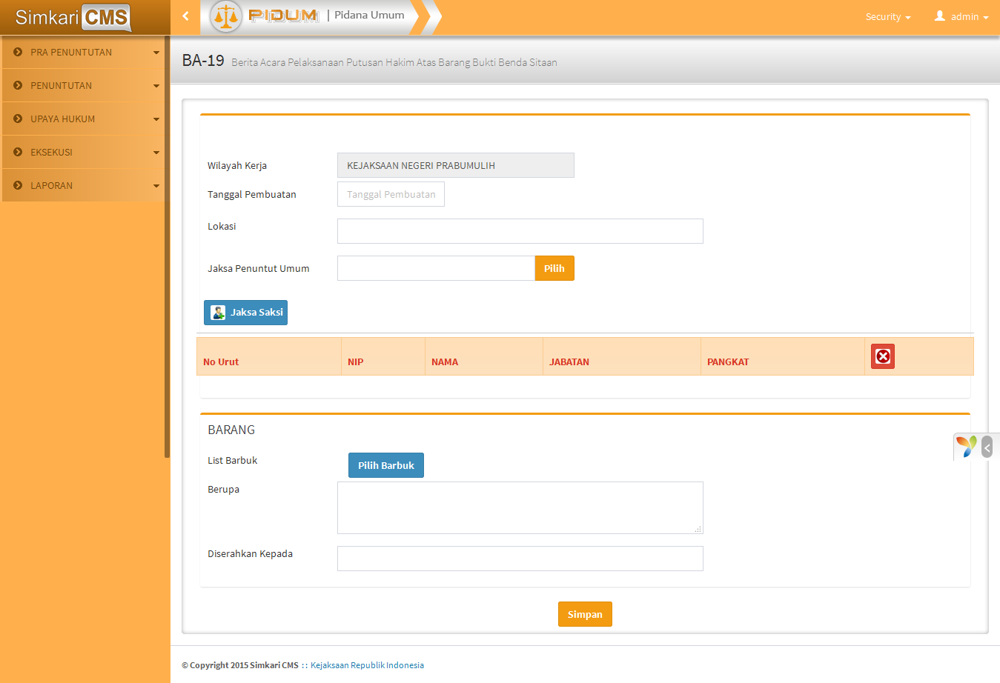 Simkari CMS
PIDUM | Pidana Umum
Security
admin
PRA PENUNTUTAN
PENUNTUTAN
UPAYA HUKUM
EKSEKUSI
LAPORAN
BA-19 Berita Acara Pelaksanaan Putusan Hakim Atas Barang Bukti Benda Sitaan
Wilayah Kerja
KEJAKSAAN NEGERI PRABUMULIH
Tanggal Pembuatan
Tanggal Pembuatan
Lokasi
Jaksa Penuntut Umum
Pilih
Jaksa Saksi
No Urut NIP NAMA JABATAN PANGKAT
BARANG
List Barbuk
Pilih Barbuk
Berupa
Diserahkan Kepada
Simpan
© Copyright 2015 Simkari CMS :: Kejaksaan Republik Indonesia